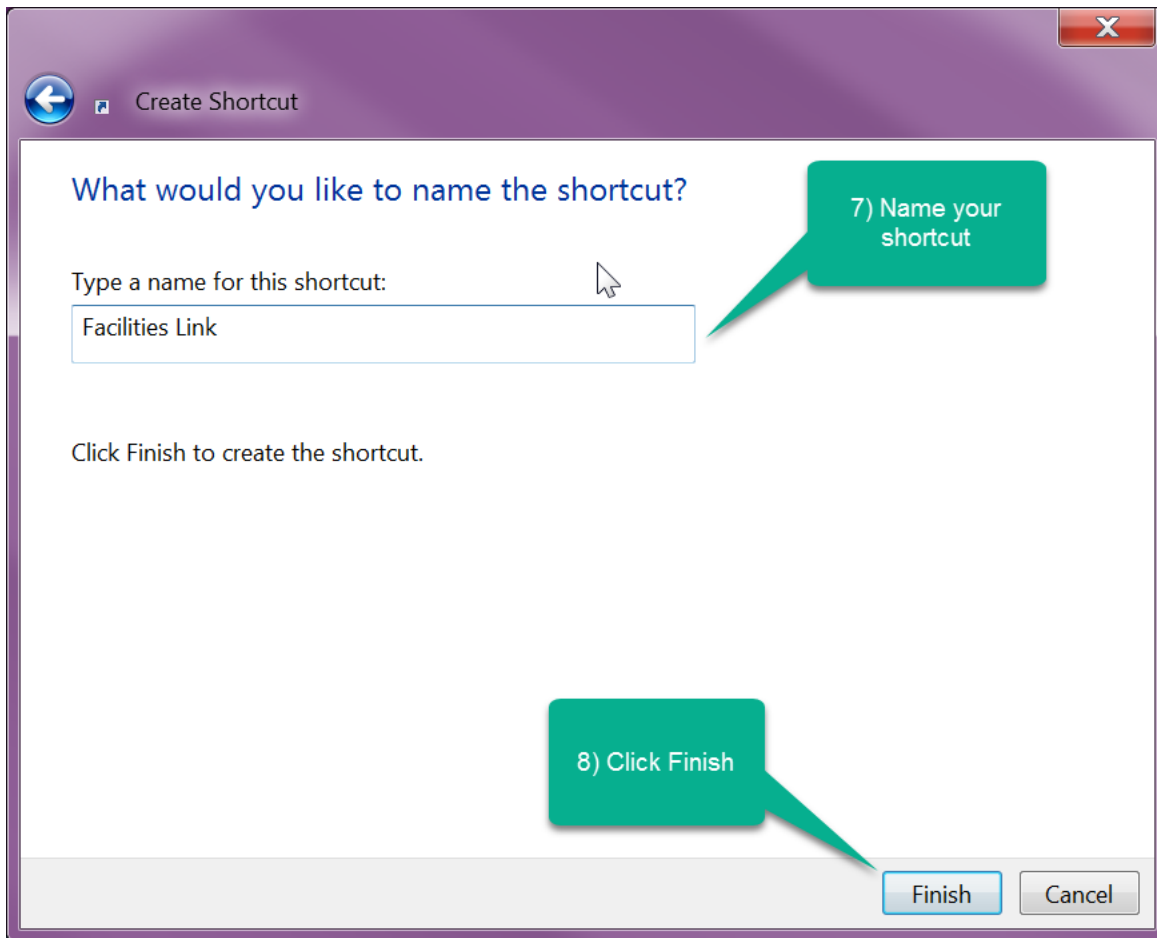 Create Shortcut
What would you like to name the shortcut?
7) Name your
shortcut
Type a name for this shortcut:
Facilities Link
Click Finish to create the shortcut.
8) Click Finish
Finish
Cancel